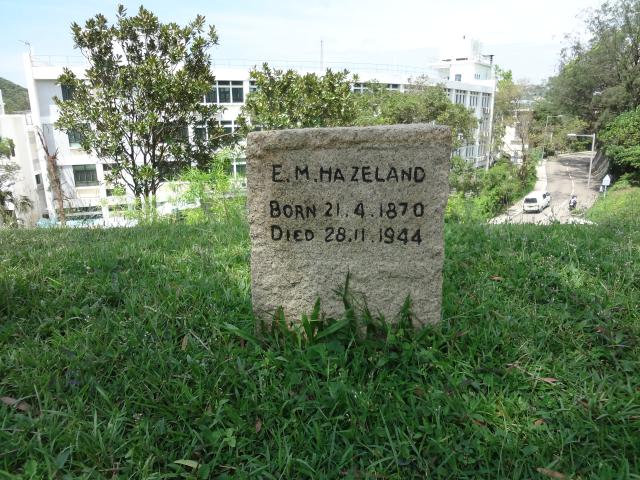 E.M.HAZELAND
BORN 21.4.1870
DIED 28.11.1944